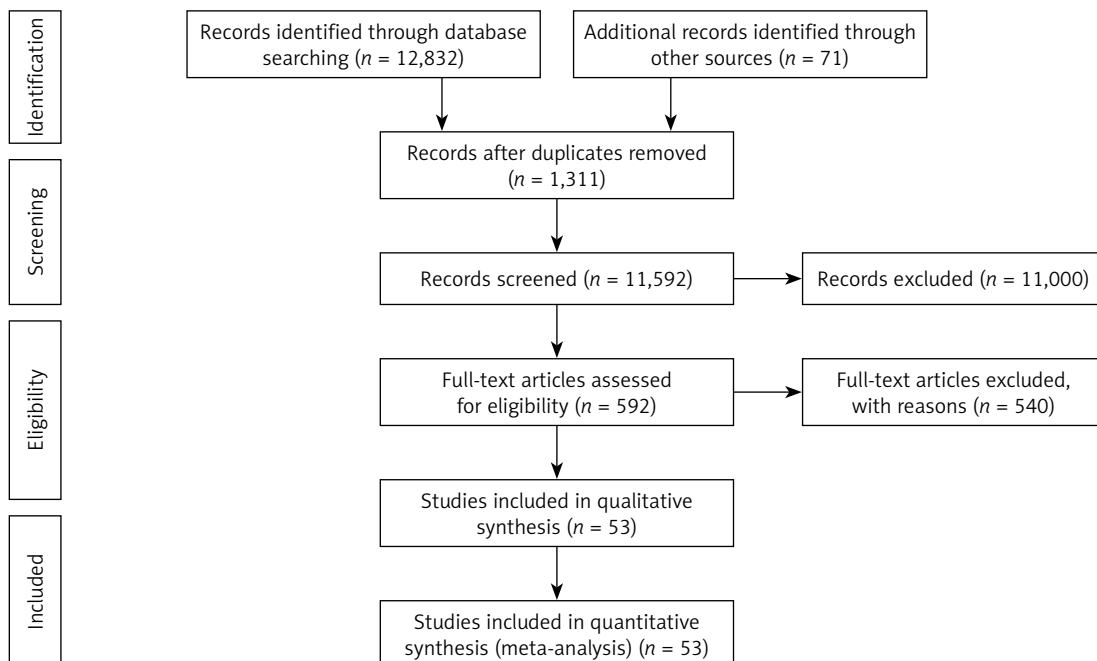 Identification
Records identified through database
searching (n = 12,832)
Additional records identified through
other sources (n = 71)
Records after duplicates removed
(n = 1,311)
Screening
Records screened (n = 11,592)
Records excluded (n = 11,000)
Eligibility
Full-text articles assessed
for eligibility (n = 592)
Full-text articles excluded,
with reasons (n = 540)
Studies included in qualitative
synthesis (n = 53)
Included
Studies included in quantitative
synthesis (meta-analysis) (n = 53)